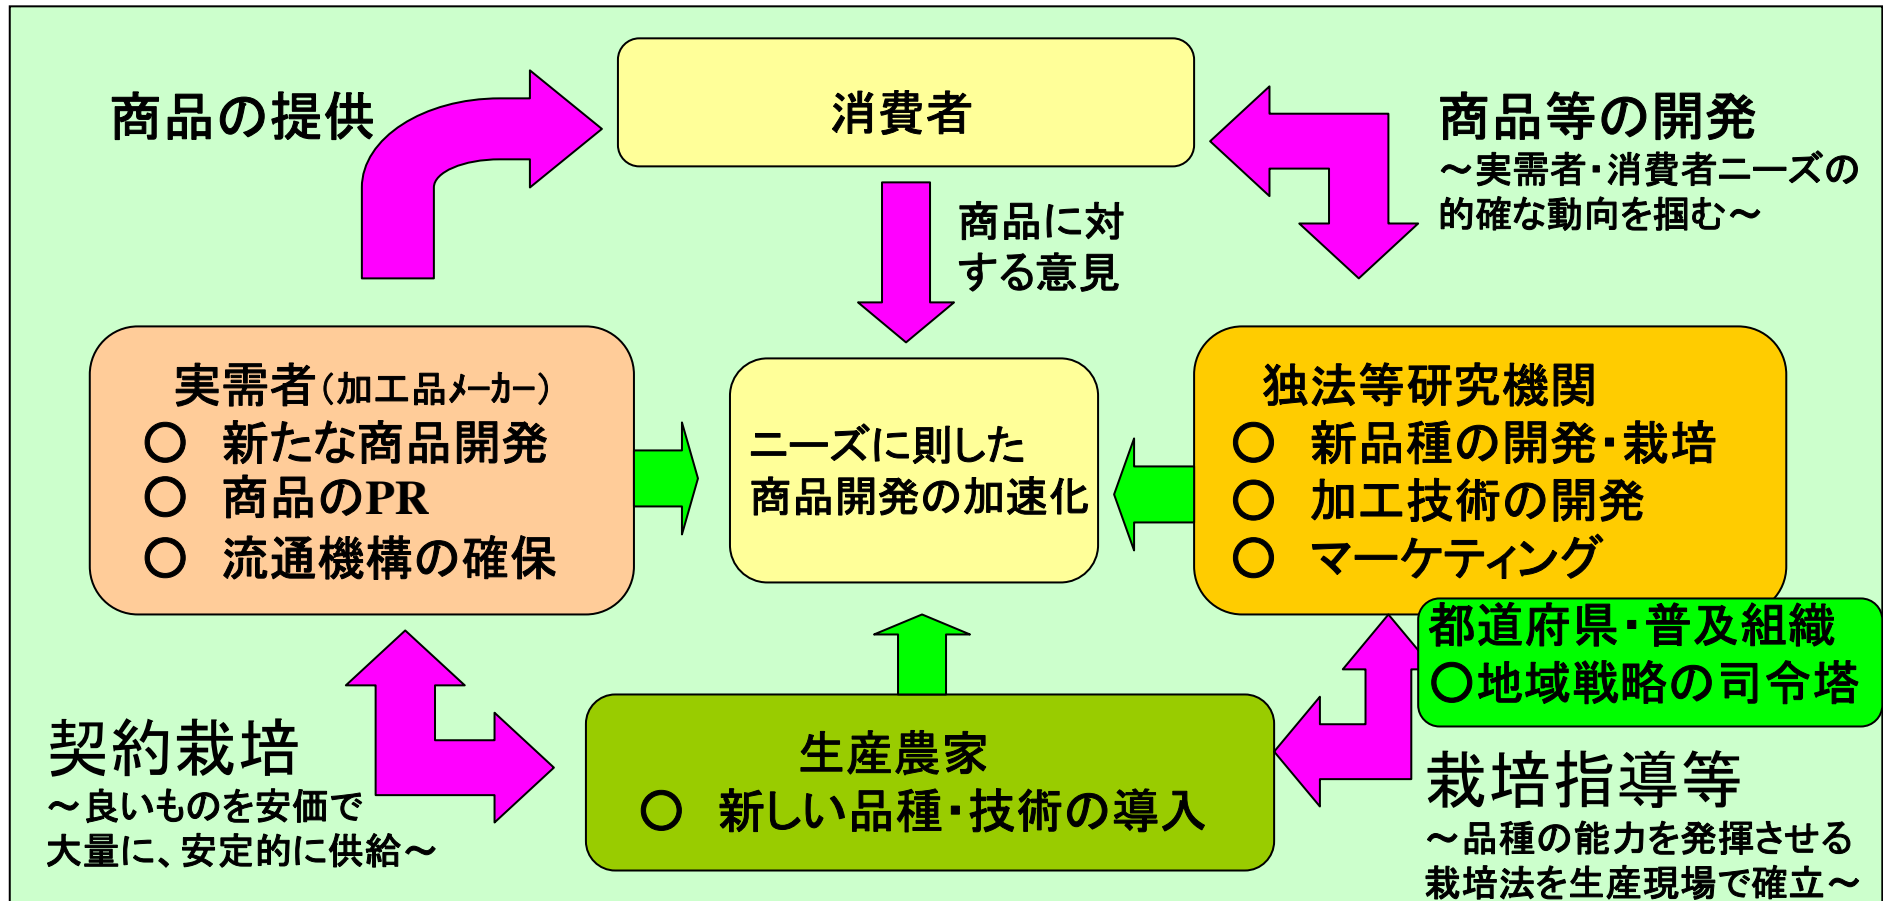 商品の提供
消費者
商品等の開発
～実需者・消費者ニーズの
的確な動向を掴む～
商品に対
する意見
実需者（加工品メーカー）
〇 新たな商品開発
〇 商品のPR
〇 流通機構の確保
ニーズに則した
商品開発の加速化
独法等研究機関
〇 新品種の開発・栽培
〇 加工技術の開発
〇 マーケティング
都道府県・普及組織
〇地域戦略の司令塔
契約栽培
～良いものを安価で
大量に、安定的に供給～
生産農家
〇 新しい品種・技術の導入
栽培指導等
～品種の能力を発揮させる
栽培法を生産現場で確立～